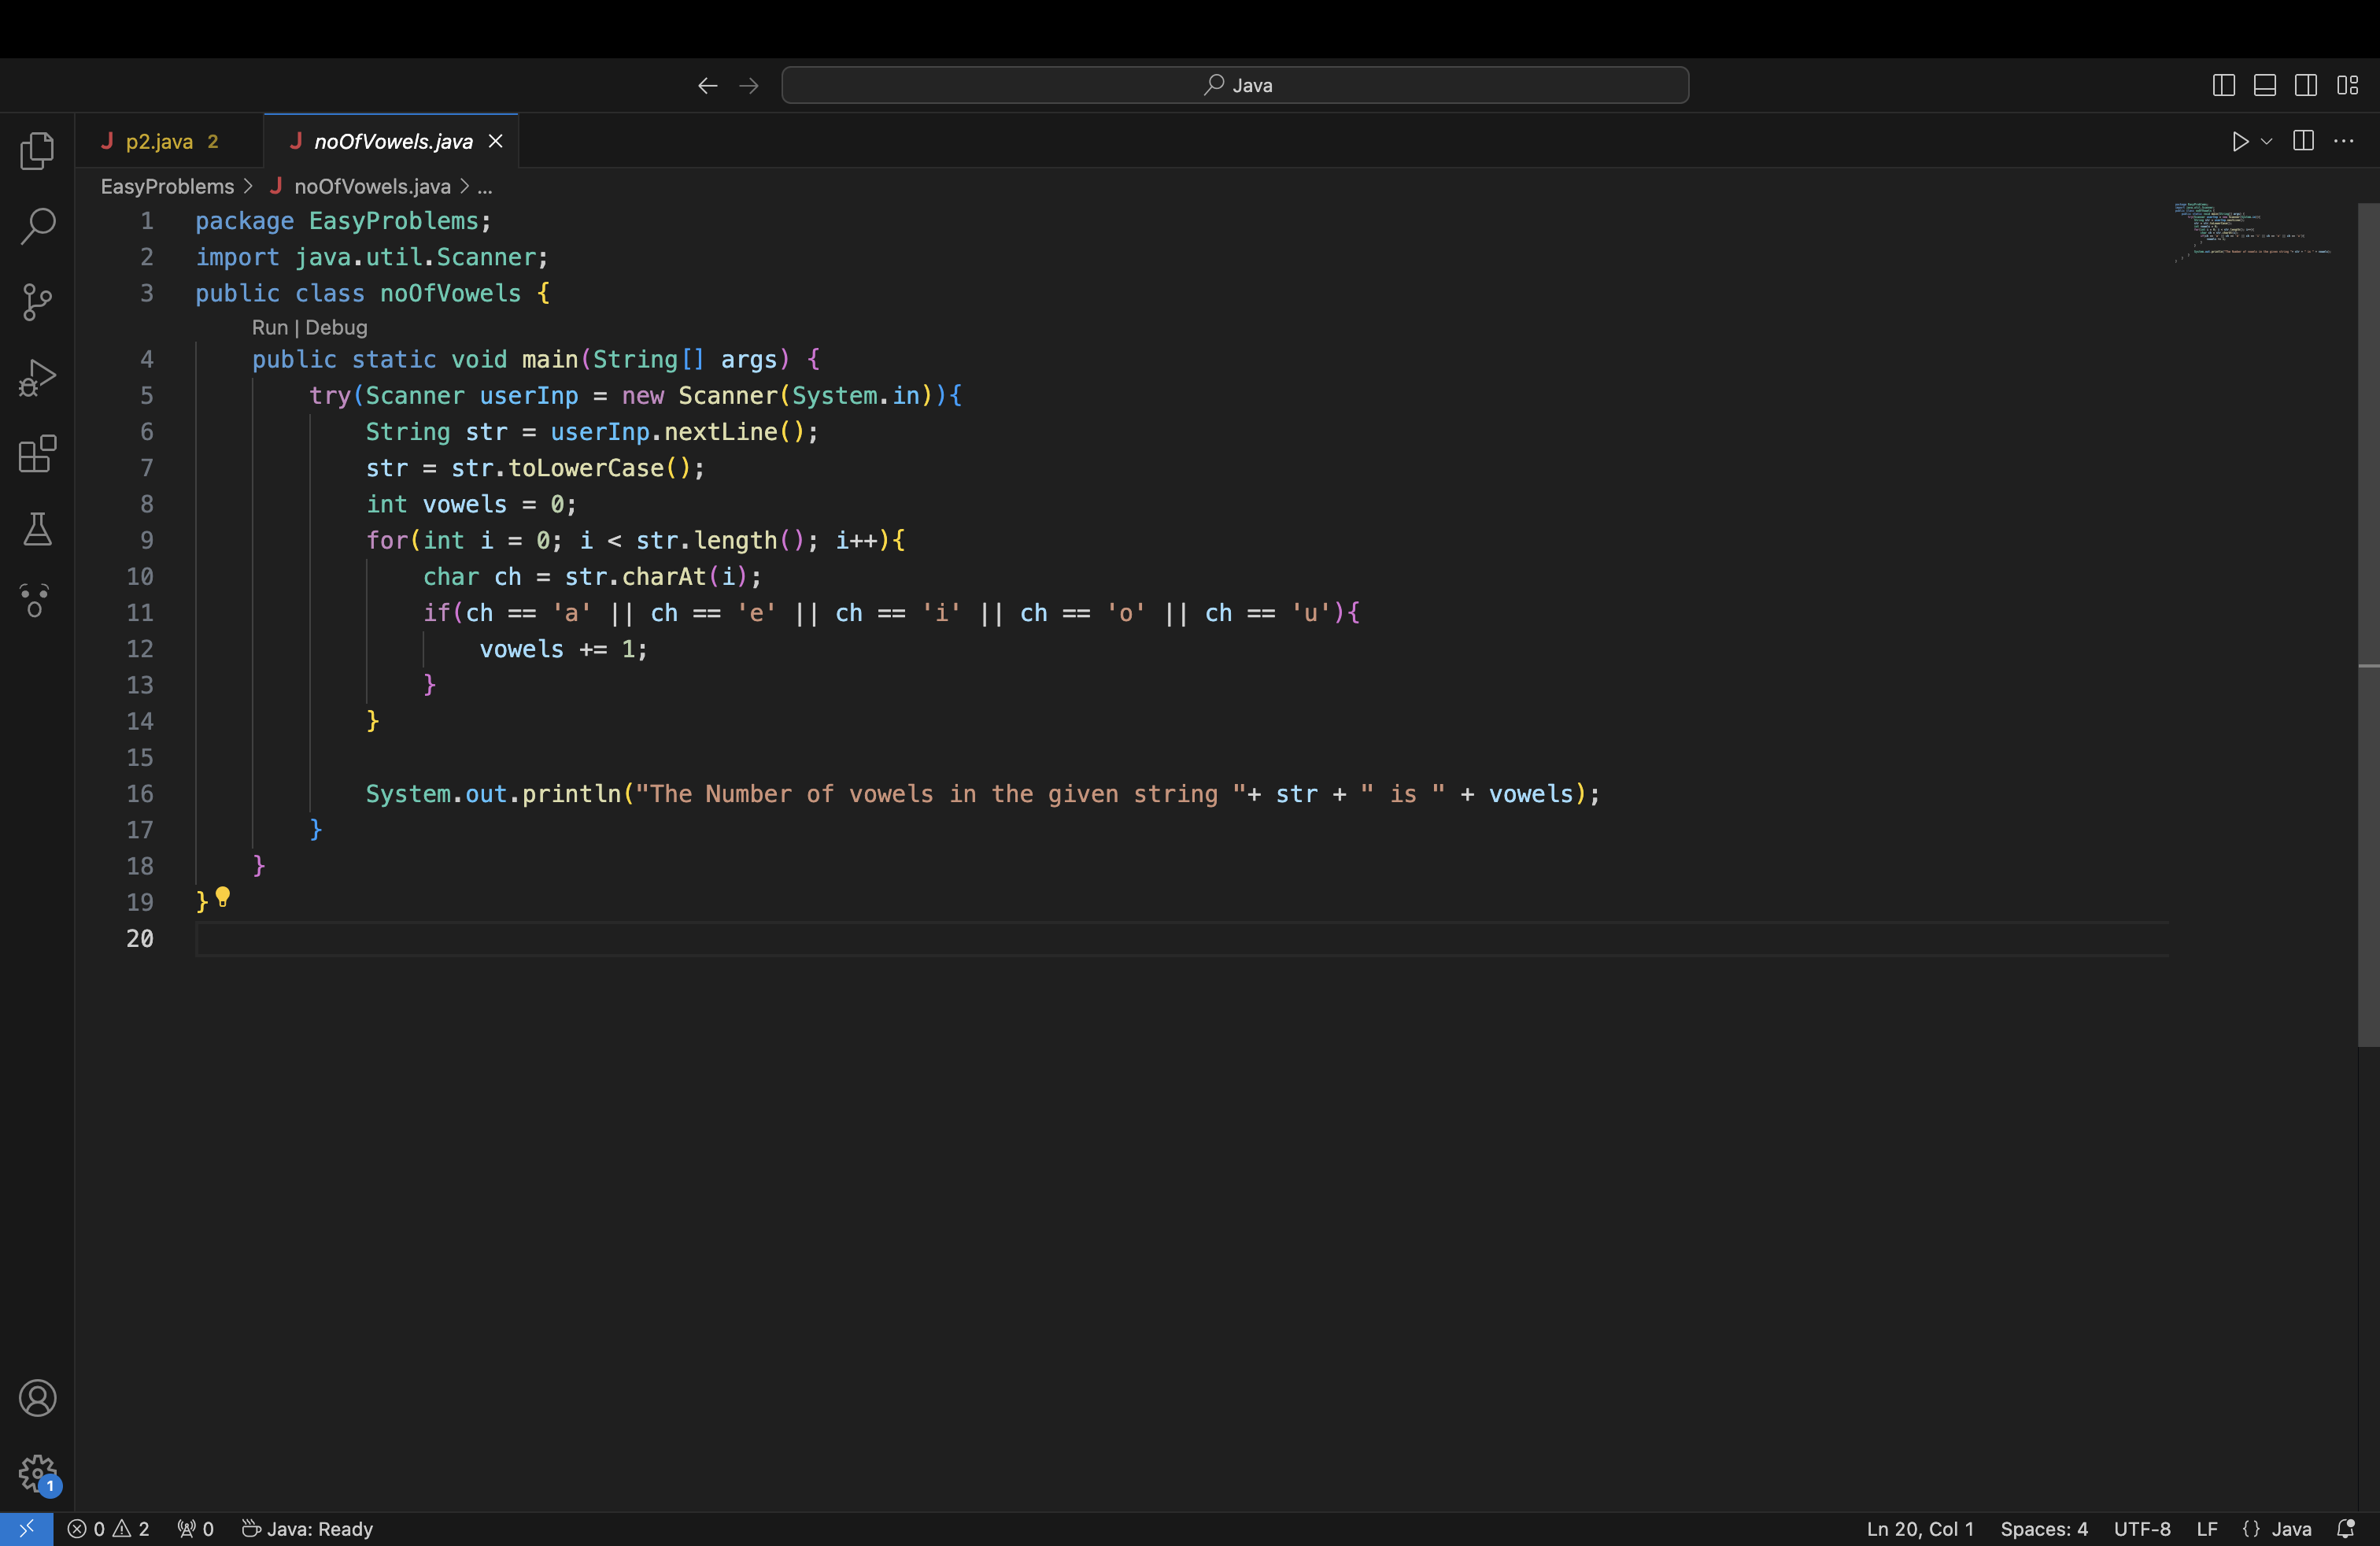 Java
p2.java 2
noOfVowels.java
EasyProblems > noOfVowels.java > ...
1 package EasyProblems;
2 import java.util.Scanner;
3 public class noOfVowels {
Run | Debug
4 public static void main(String[] args) {
5 try(Scanner userInp = new Scanner(System.in)){
6 String str = userInp.nextLine();
7 str = str.toLowerCase();
8 int vowels = 0;
9 for(int i = 0; i < str.length(); i++){
10 char ch = str.charAt(i);
11 if(ch == 'a' || ch == 'e' || ch == 'i' || ch == 'o' || ch == 'u'){
12 vowels += 1;
13 }
14 }
15
16 System.out.println("The Number of vowels in the given string "+ str + " is " + vowels);
17 }
18 }
19 }
20
1
0 2 0 Java: Ready Ln 20, Col 1 Spaces: 4 UTF-8 LF {} Java